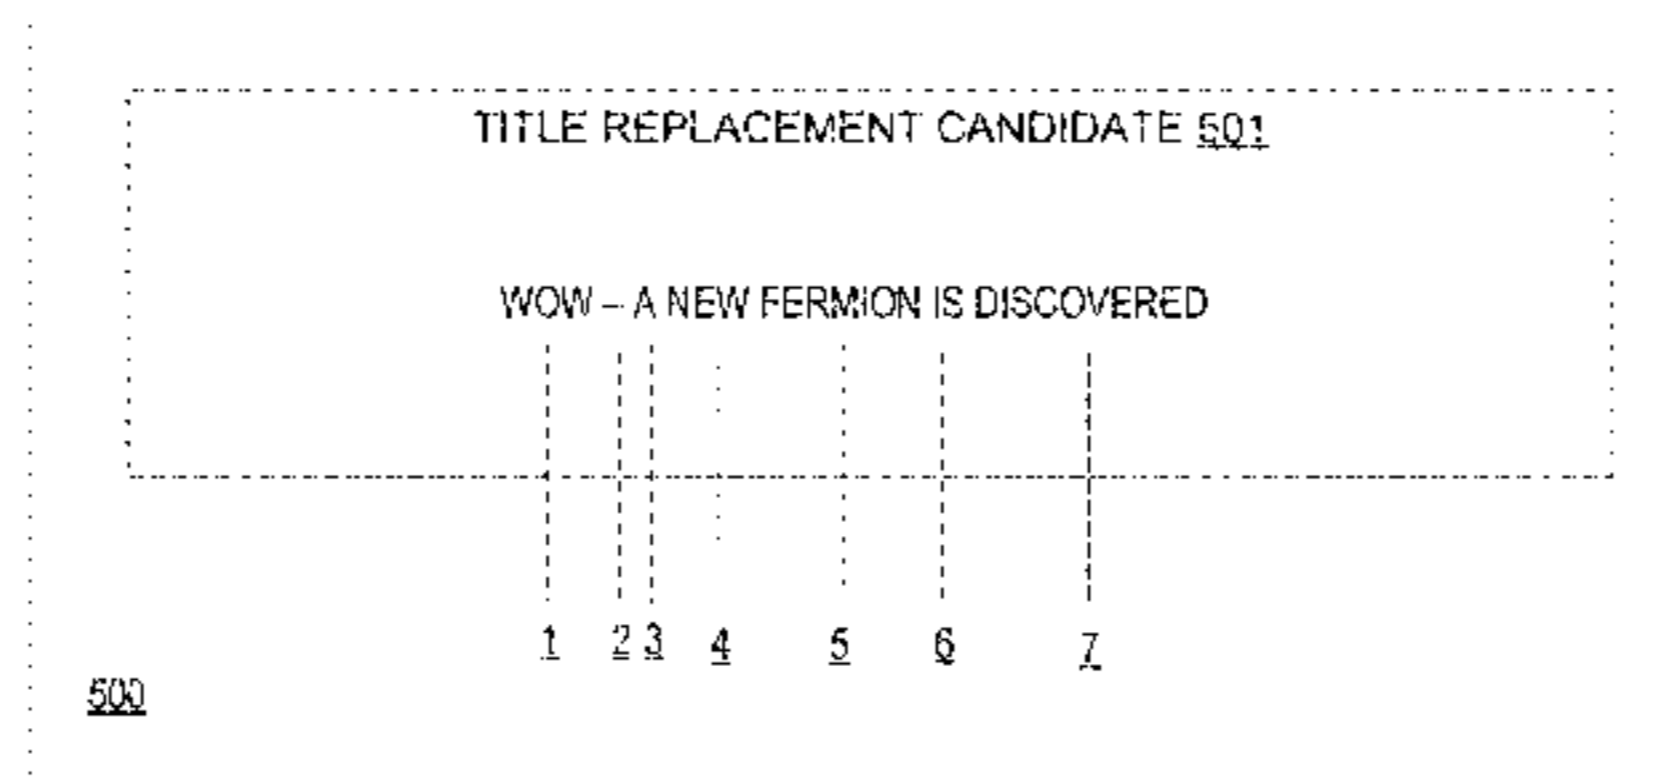 TITLE REPLACEMENT CANDIDATE 501
WOW – A NEW FERMION IS DISCOVERED
1 2 3 4 5 6 7
500